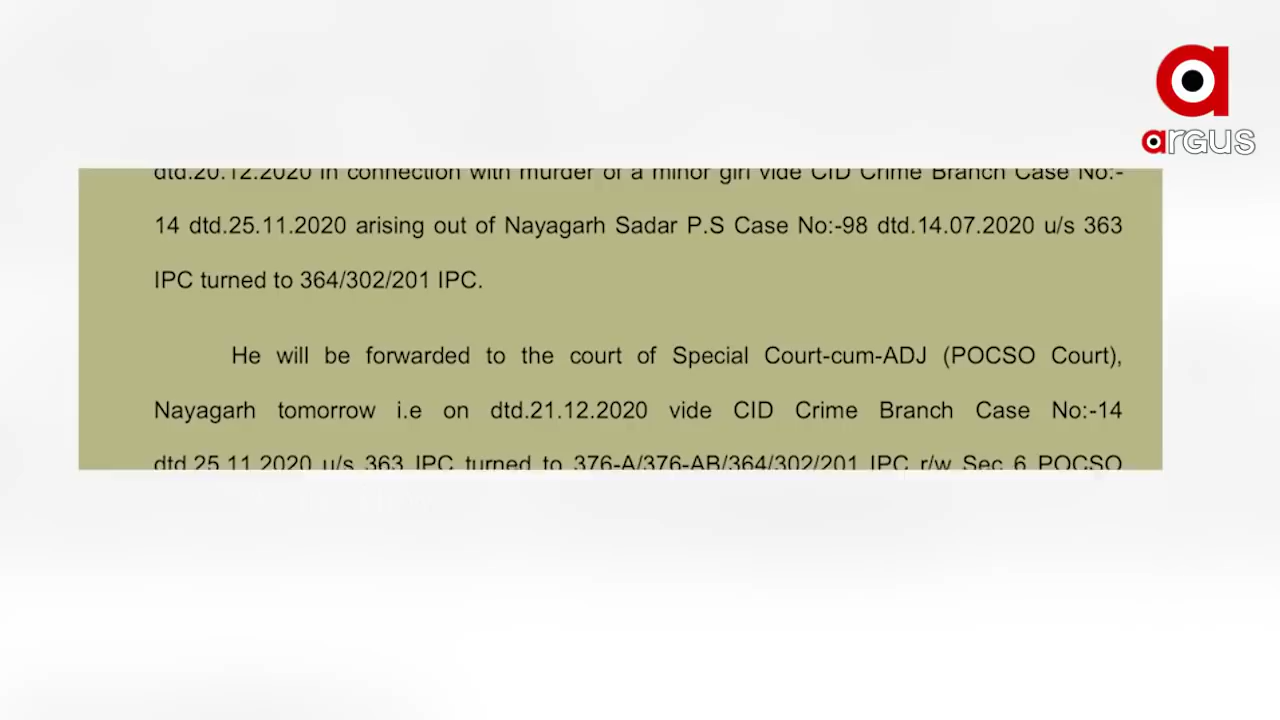 argus
dtd.20.12.2020 in connection with murder of a minor girl vide CID Crime Branch Case No:-
14 dtd.25.11.2020 arising out of Nayagarh Sadar P.S Case No:-98 dtd.14.07.2020 u/s 363
IPC turned to 364/302/201 IPC.
He will be forwarded to the court of Special Court-cum-ADJ (POCSO Court),
Nayagarh tomorrow i.e on dtd.21.12.2020 vide CID Crime Branch Case No:-14
dtd.25.11.2020 u/s 363 IPC turned to 376-A/376-AB/364/302/201 IPC r/w Sec 6 POCSO